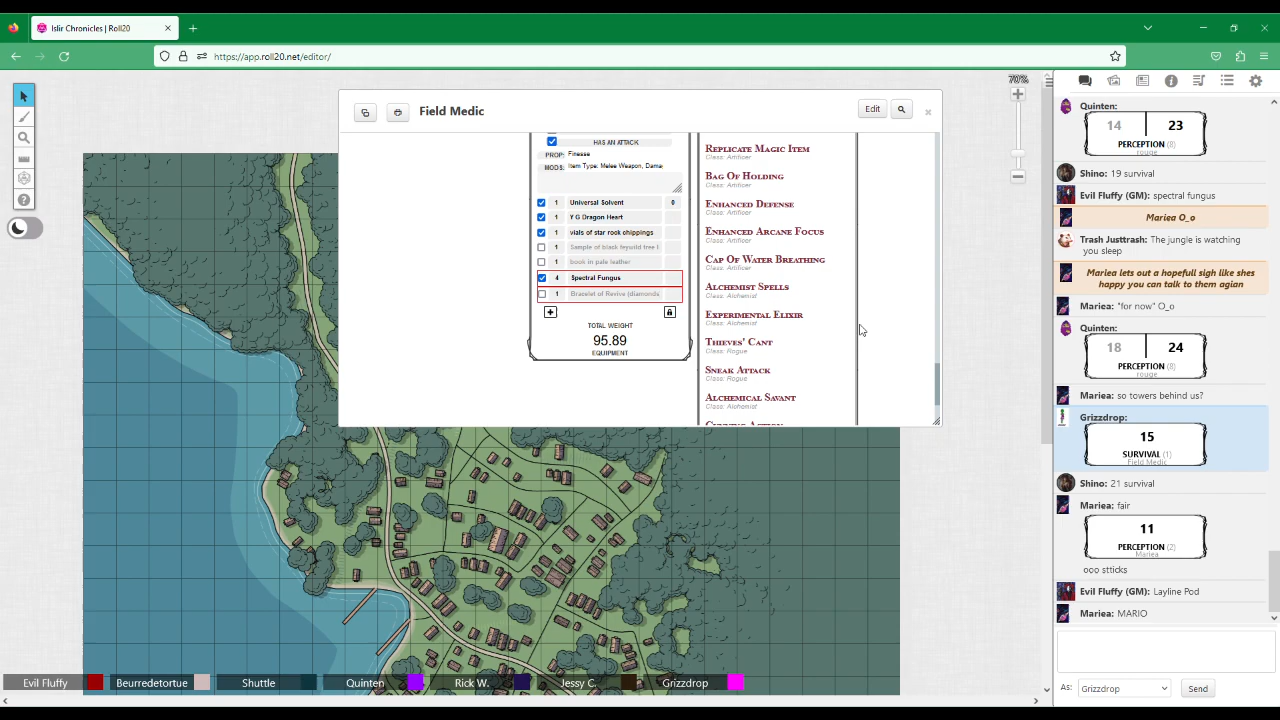 Islir Chronicles | Roll20
https://app.roll20.net/editor/
70%
Field Medic
Edit
HAS AN ATTACK
PROP: Finesse
MODS: Item Type: Melee Weapon, Dama
1 Universal Solvent 0
1 Y G Dragon Heart
1 vials of star rock chippings
1 Sample of black feywild tree l
1 book in pale leather
4 Spectral Fungus
1 Bracelet of Revive (diamonds
TOTAL WEIGHT
95.89
EQUIPMENT
REPLICATE MAGIC ITEM
Class: Artificer
BAG OF HOLDING
Class: Artificer
ENHANCED DEFENSE
Class: Artificer
ENHANCED ARCANE FOCUS
Class: Artificer
CAP OF WATER BREATHING
Class: Artificer
ALCHEMIST SPELLS
Class: Alchemist
EXPERIMENTAL ELIXIR
Class: Alchemist
THIEVES' CANT
Class: Rogue
SNEAK ATTACK
Class: Rogue
ALCHEMICAL SAVANT
Class: Alchemist
CUNNING ACTION
Quinten:
14 23
PERCEPTION (8)
rouge
Shino: 19 survival
Evil Fluffy (GM): spectral fungus
Mariea O_o
Trash Justtrash: The jungle is watching
you sleep
Mariea lets out a hopefull sigh like shes
happy you can talk to them agian
Mariea: "for now" O_o
Quinten:
18 24
PERCEPTION (8)
rouge
Mariea: so towers behind us?
Grizzdrop:
15
SURVIVAL (1)
Field Medic
Shino: 21 survival
Mariea: fair
11
PERCEPTION (2)
Mariea
ooo stticks
Evil Fluffy (GM): Layline Pod
Mariea: MARIO
As: Grizzdrop
Send
Evil Fluffy
Beurredetortue
Shuttle
Quinten
Rick W.
Jessy C.
Grizzdrop